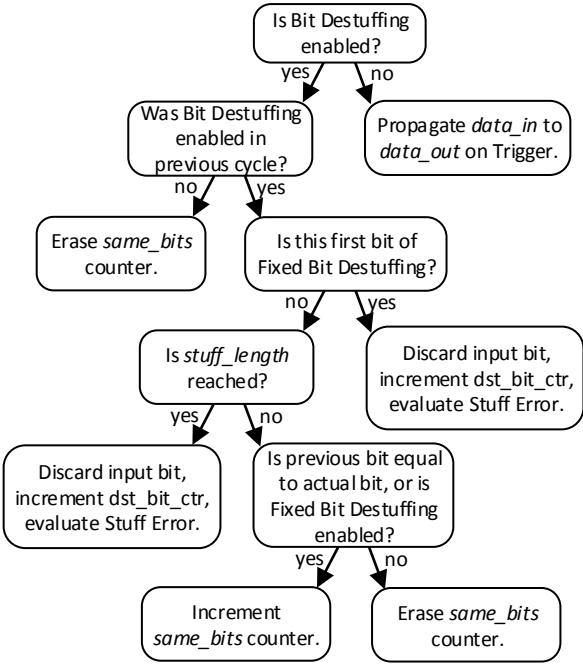 Is Bit Destuffing
enabled?
yes
no
Was Bit Destuffing
enabled in
previous cycle?
Propagate data_in to
data_out on Trigger.
no
yes
Erase same_bits
counter.
Is this first bit of
Fixed Bit Destuffing?
no
yes
Is stuff_length
reached?
Discard input bit,
increment dst_bit_ctr,
evaluate Stuff Error.
yes
no
Discard input bit,
increment dst_bit_ctr,
evaluate Stuff Error.
Is previous bit equal
to actual bit, or is
Fixed Bit Destuffing
enabled?
yes
no
Increment
same_bits counter.
Erase same_bits
counter.